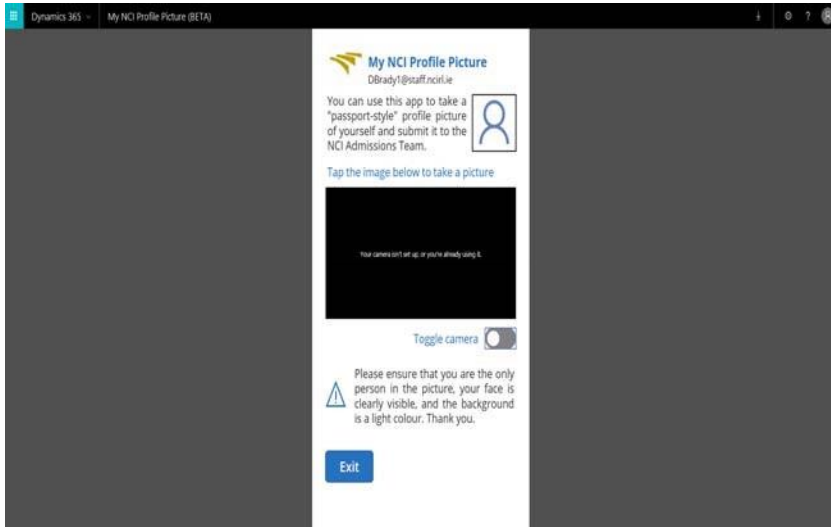 Dynamics 365 My NCI Profile Picture (BETA) ?
My NCI Profile Picture
DBrady1@staff.ncirl.ie
You can use this app to take a
"passport-style" profile picture
of yourself and submit it to the
NCI Admissions Team.
Tap the image below to take a picture
Your camera isn't set up, or you're already using it.
Toggle camera
Please ensure that you are the only
person in the picture, your face is
clearly visible, and the background
is a light colour. Thank you.
Exit